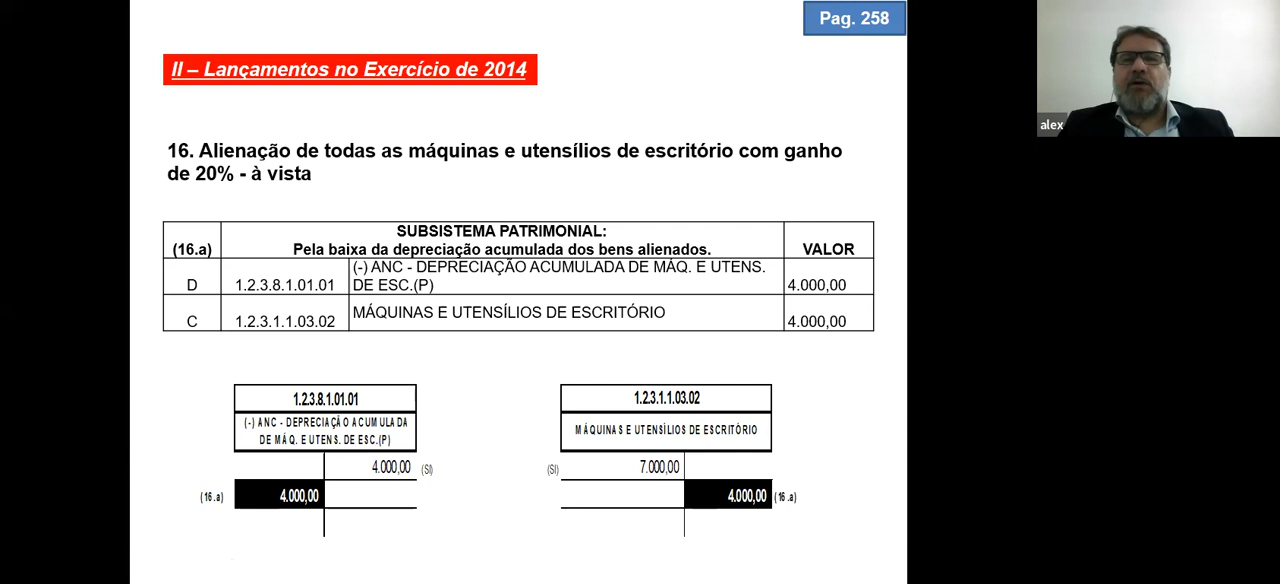 Pag. 258
II – Lançamentos no Exercício de 2014
alex
16. Alienação de todas as máquinas e utensílios de escritório com ganho
de 20% - à vista
SUBSISTEMA PATRIMONIAL:
(16.a) Pela baixa da depreciação acumulada dos bens alienados. VALOR
(-) ANC - DEPRECIAÇÃO ACUMULADA DE MÁQ. E UTENS.
D 1.2.3.8.1.01.01 DE ESC.(P) 4.000,00
MÁQUINAS E UTENSÍLIOS DE ESCRITÓRIO
C 1.2.3.1.1.03.02 4.000,00
1.2.3.8.1.01.01
(-) ANC - DEPRECIAÇÃO ACUMULADA
DE MÁQ. E UTENS. DE ESC.(P)
4.000,00 (SI)
(16.a) 4.000,00
1.2.3.1.1.03.02
MÁQUINAS E UTENSÍLIOS DE ESCRITÓRIO
(SI) 7.000,00
4.000,00 (16.a)